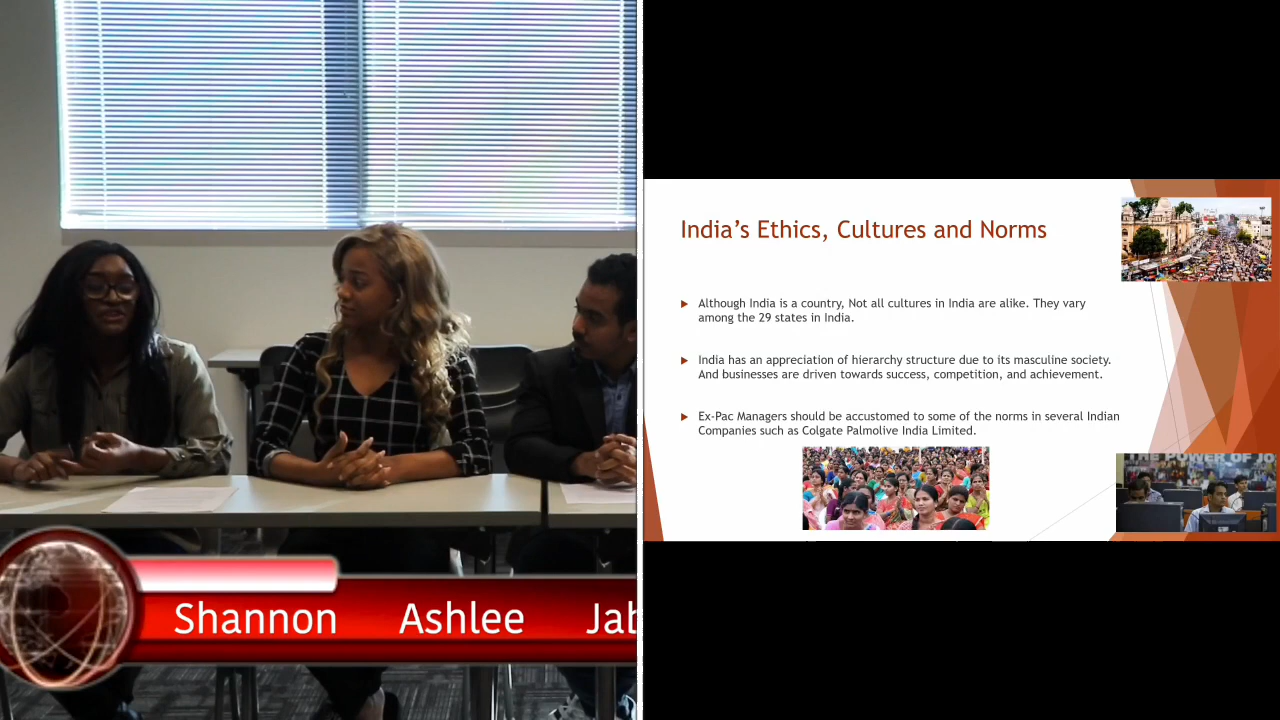 Shannon Ashlee
India's Ethics, Cultures and Norms
Although India is a country, Not all cultures in India are alike. They vary
among the 29 states in India.
India has an appreciation of hierarchy structure due to its masculine society.
And businesses are driven towards success, competition, and achievement.
Ex-Pac Managers should be accustomed to some of the norms in several Indian
Companies such as Colgate Palmolive India Limited.
THE POWER OF